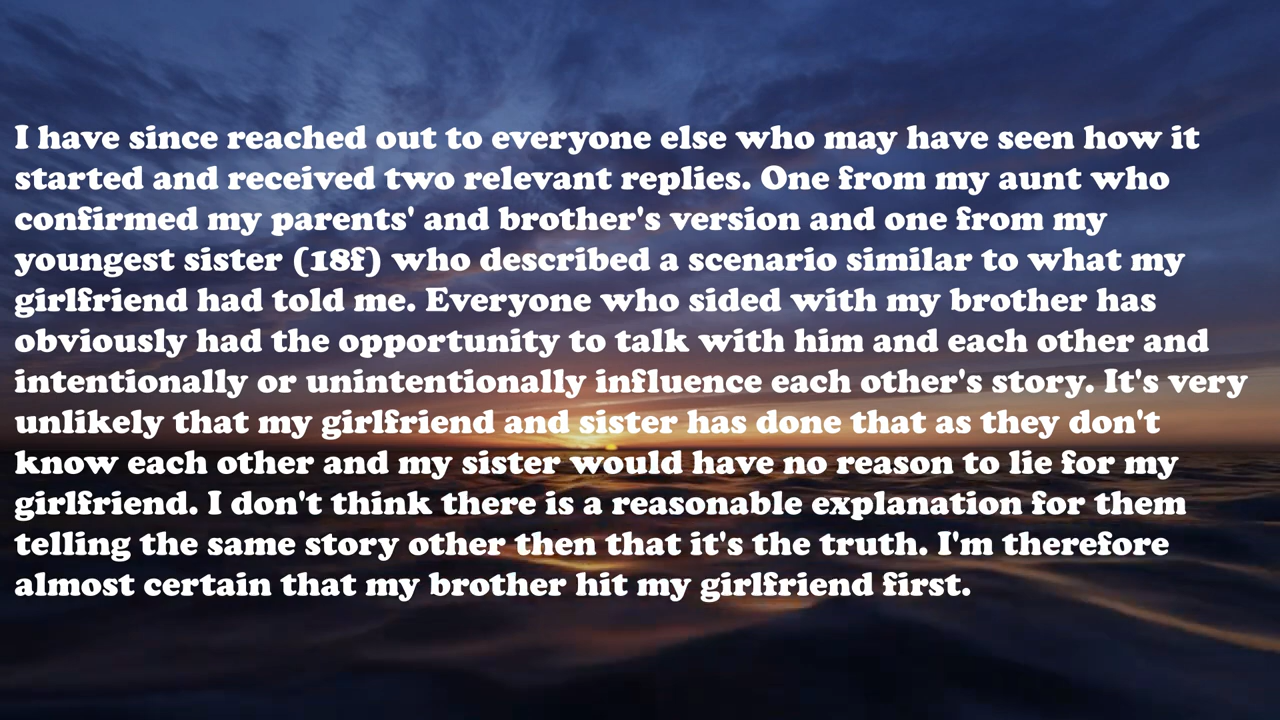 I have since reached out to everyone else who may have seen how it
started and received two relevant replies. One from my aunt who
confirmed my parents' and brother's version and one from my
youngest sister (18f) who described a scenario similar to what my
girlfriend had told me. Everyone who sided with my brother has
obviously had the opportunity to talk with him and each other and
intentionally or unintentionally influence each other's story. It's very
unlikely that my girlfriend and sister has done that as they don't
know each other and my sister would have no reason to lie for my
girlfriend. I don't think there is a reasonable explanation for them
telling the same story other then that it's the truth. I'm therefore
almost certain that my brother hit my girlfriend first.